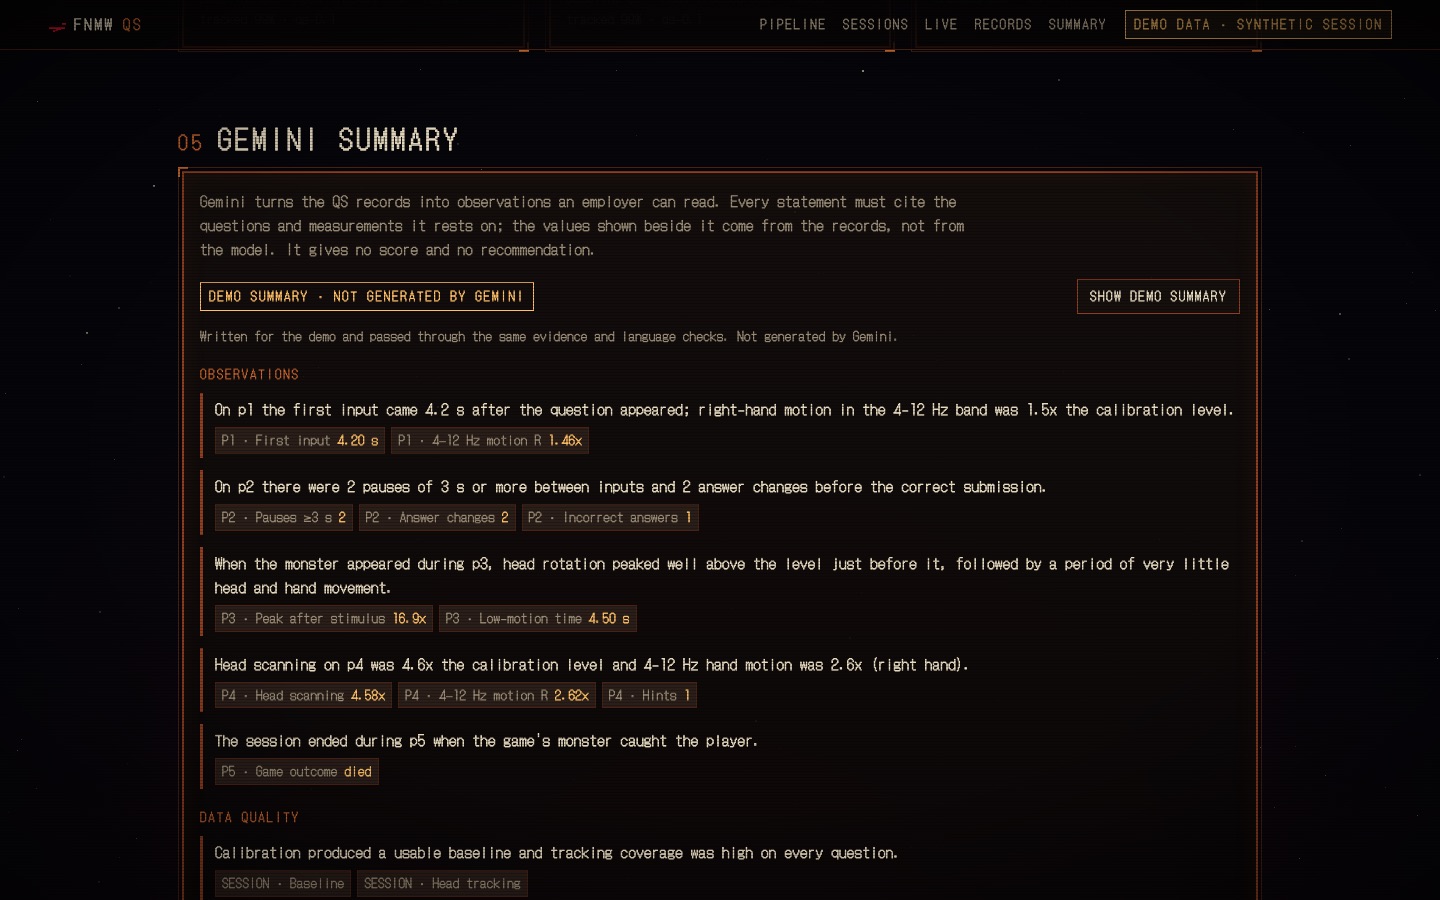 FNMW QS
PIPELINE SESSIONS LIVE RECORDS SUMMARY DEMO DATA · SYNTHETIC SESSION
05 GEMINI SUMMARY
Gemini turns the QS records into observations an employer can read. Every statement must cite the
questions and measurements it rests on; the values shown beside it come from the records, not from
the model. It gives no score and no recommendation.
DEMO SUMMARY · NOT GENERATED BY GEMINI
SHOW DEMO SUMMARY
Written for the demo and passed through the same evidence and language checks. Not generated by Gemini.
OBSERVATIONS
On p1 the first input came 4.2 s after the question appeared; right-hand motion in the 4-12 Hz band was 1.5x the calibration level.
P1 · First input 4.20 s P1 · 4–12 Hz motion R 1.46x
On p2 there were 2 pauses of 3 s or more between inputs and 2 answer changes before the correct submission.
P2 · Pauses ≥3 s 2 P2 · Answer changes 2 P2 · Incorrect answers 1
When the monster appeared during p3, head rotation peaked well above the level just before it, followed by a period of very little
head and hand movement.
P3 · Peak after stimulus 16.9x P3 · Low-motion time 4.50 s
Head scanning on p4 was 4.6x the calibration level and 4-12 Hz hand motion was 2.6x (right hand).
P4 · Head scanning 4.58x P4 · 4–12 Hz motion R 2.62x P4 · Hints 1
The session ended during p5 when the game's monster caught the player.
P5 · Game outcome died
DATA QUALITY
Calibration produced a usable baseline and tracking coverage was high on every question.
SESSION · Baseline SESSION · Head tracking